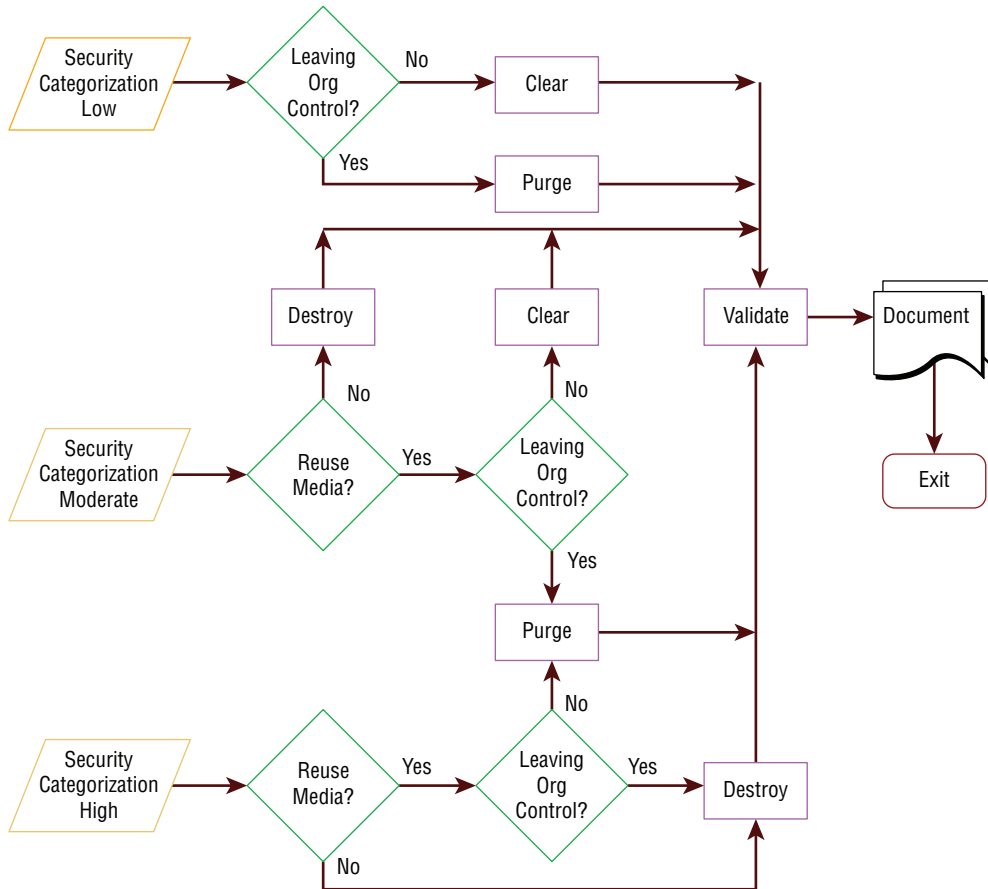 Security
Categorization
Low
Leaving
Org
Control?
No
Clear
Yes
Purge
Destroy
Clear
Validate
Document
No
No
Security
Categorization
Moderate
Reuse
Media?
Yes
Leaving
Org
Control?
Exit
Yes
Purge
No
Security
Categorization
High
Reuse
Media?
Yes
Leaving
Org
Control?
Yes
Destroy
No